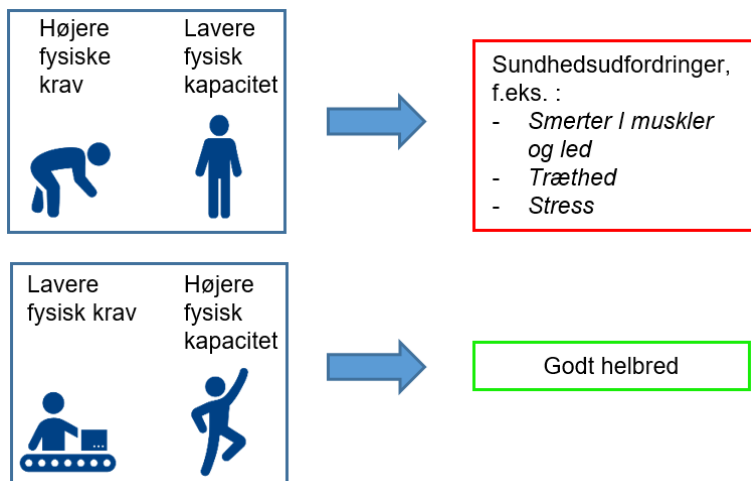 Højere
fysiske
krav
Lavere
fysisk
kapacitet
Sundhedsudfordringer,
f.eks. :
- Smerter I muskler
og led
- Træthed
- Stress
Lavere
fysisk krav
Højere
fysisk
kapacitet
Godt helbred